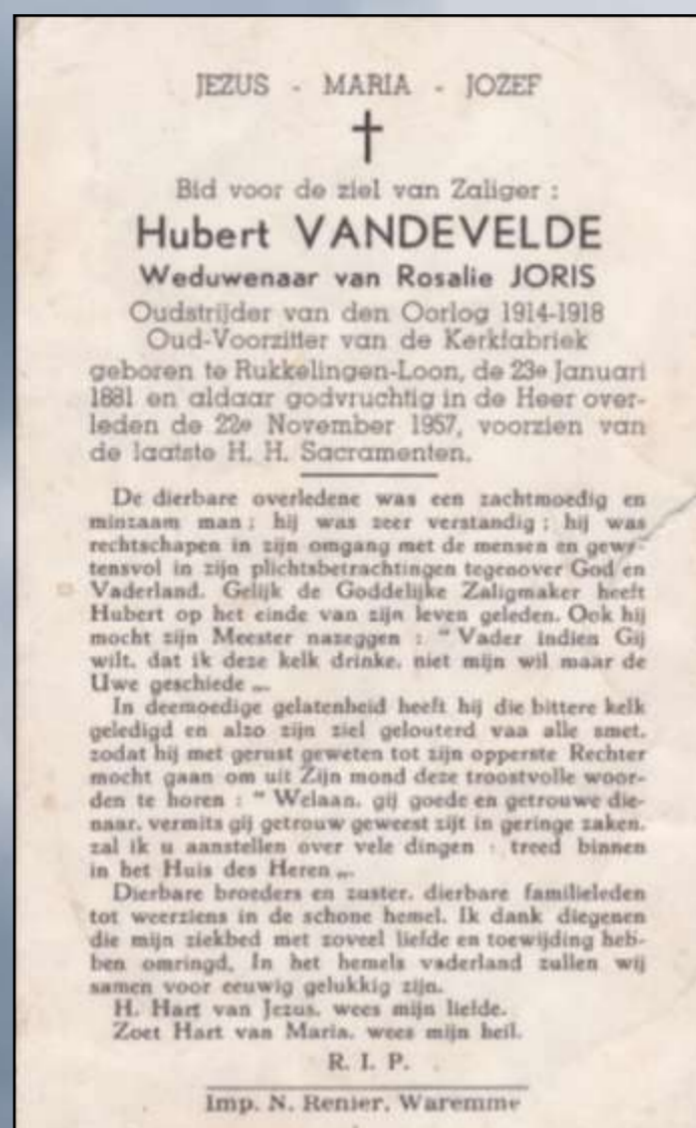 JEZUS - MARIA - JOZEF
Bid voor de ziel van Zaliger :
Hubert VANDEVELDE
Weduwenaar van Rosalie JORIS
Oudstrijder van den Oorlog 1914-1918
Oud-Voorzitter van de Kerkfabriek
geboren te Rukkelingen-Loon, de 23e Januari
1881 en aldaar godvruchtig in de Heer over-
leden de 22e November 1957, voorzien van
de laatste H. H. Sacramenten.
De dierbare overledene was een zachtmoedig en
minzaam man ; hij was zeer verstandig ; hij was
rechtschapen in zijn omgang met de mensen en gewe-
tensvol in zijn plichtsbetrachtingen tegenover God en
Vaderland. Gelijk de Goddelijke Zaligmaker heeft
Hubert op het einde van zijn leven geleden. Ook hij
mocht zijn Meester nazeggen : " Vader indien Gij
wilt, dat ik deze kelk drinke, niet mijn wil maar de
Uwe geschiede „.
In deemoedige gelatenheid heeft hij die bittere kelk
geledigd en alzo zijn ziel gelouterd vaa alle smet,
zodat hij met gerust geweten tot zijn opperste Rechter
mocht gaan om uit Zijn mond deze troostvolle woor-
den te horen : " Welaan, gij goede en getrouwe die-
naar, vermits gij getrouw geweest zijt in geringe zaken,
zal ik u aanstellen over vele dingen : treed binnen
in het Huis des Heren „.
Dierbare broeders en zuster, dierbare familieleden
tot weerziens in de schone hemel. Ik dank diegenen
die mijn ziekbed met zoveel liefde en toewijding heb-
ben omringd. In het hemels vaderland zullen wij
samen voor eeuwig gelukkig zijn.
H. Hart van Jezus, wees mijn liefde.
Zoet Hart van Maria, wees mijn heil.
R. I. P.
Imp. N. Renier, Waremme